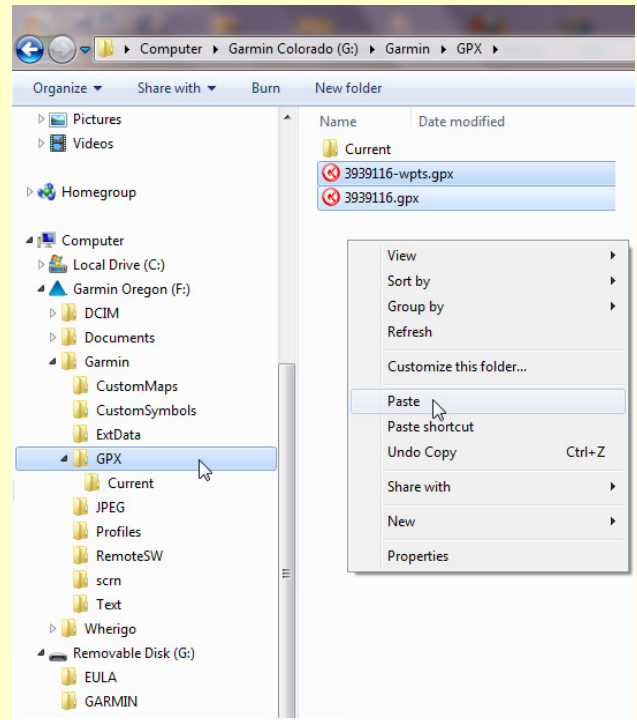 Computer Garmin Colorado (G:) Garmin GPX
Organize Share with Burn New folder
Pictures
Videos
Homegroup
Computer
Local Drive (C:)
Garmin Oregon (F:)
DCIM
Documents
Garmin
CustomMaps
CustomSymbols
ExtData
GPX
Current
JPEG
Profiles
RemoteSW
scrn
Text
Wherigo
Removable Disk (G:)
EULA
GARMIN
Name Date modified
Current
3939116-wpts.gpx
3939116.gpx
View
Sort by
Group by
Refresh
Customize this folder...
Paste
Paste shortcut
Undo Copy Ctrl+Z
Share with
New
Properties